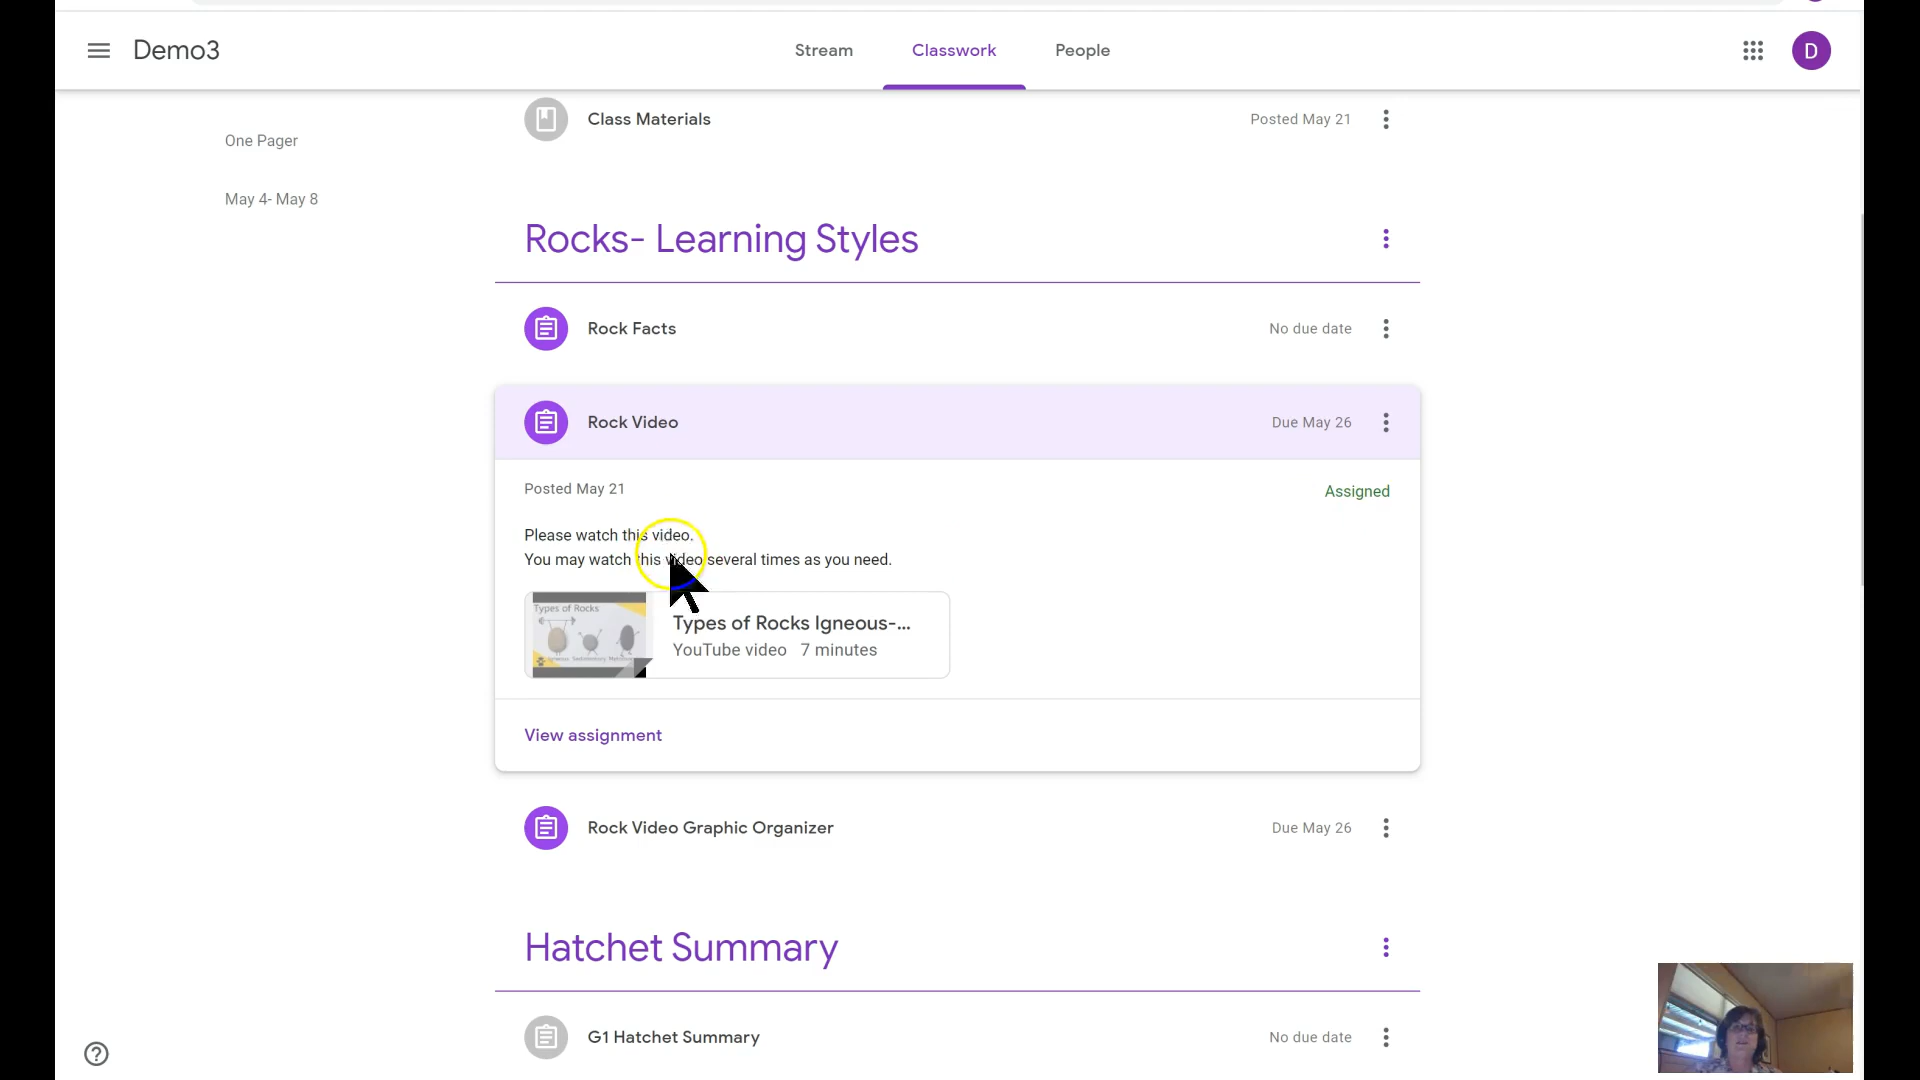 Demo3
Stream
Classwork
People
D
One Pager
May 4- May 8
Class Materials
Posted May 21
Rocks- Learning Styles
Rock Facts
No due date
Rock Video
Due May 26
Posted May 21
Assigned
Please watch this video.
You may watch this video several times as you need.
Types of Rocks
Types of Rocks Igneous-...
YouTube video 7 minutes
View assignment
Rock Video Graphic Organizer
Due May 26
Hatchet Summary
G1 Hatchet Summary
No due date